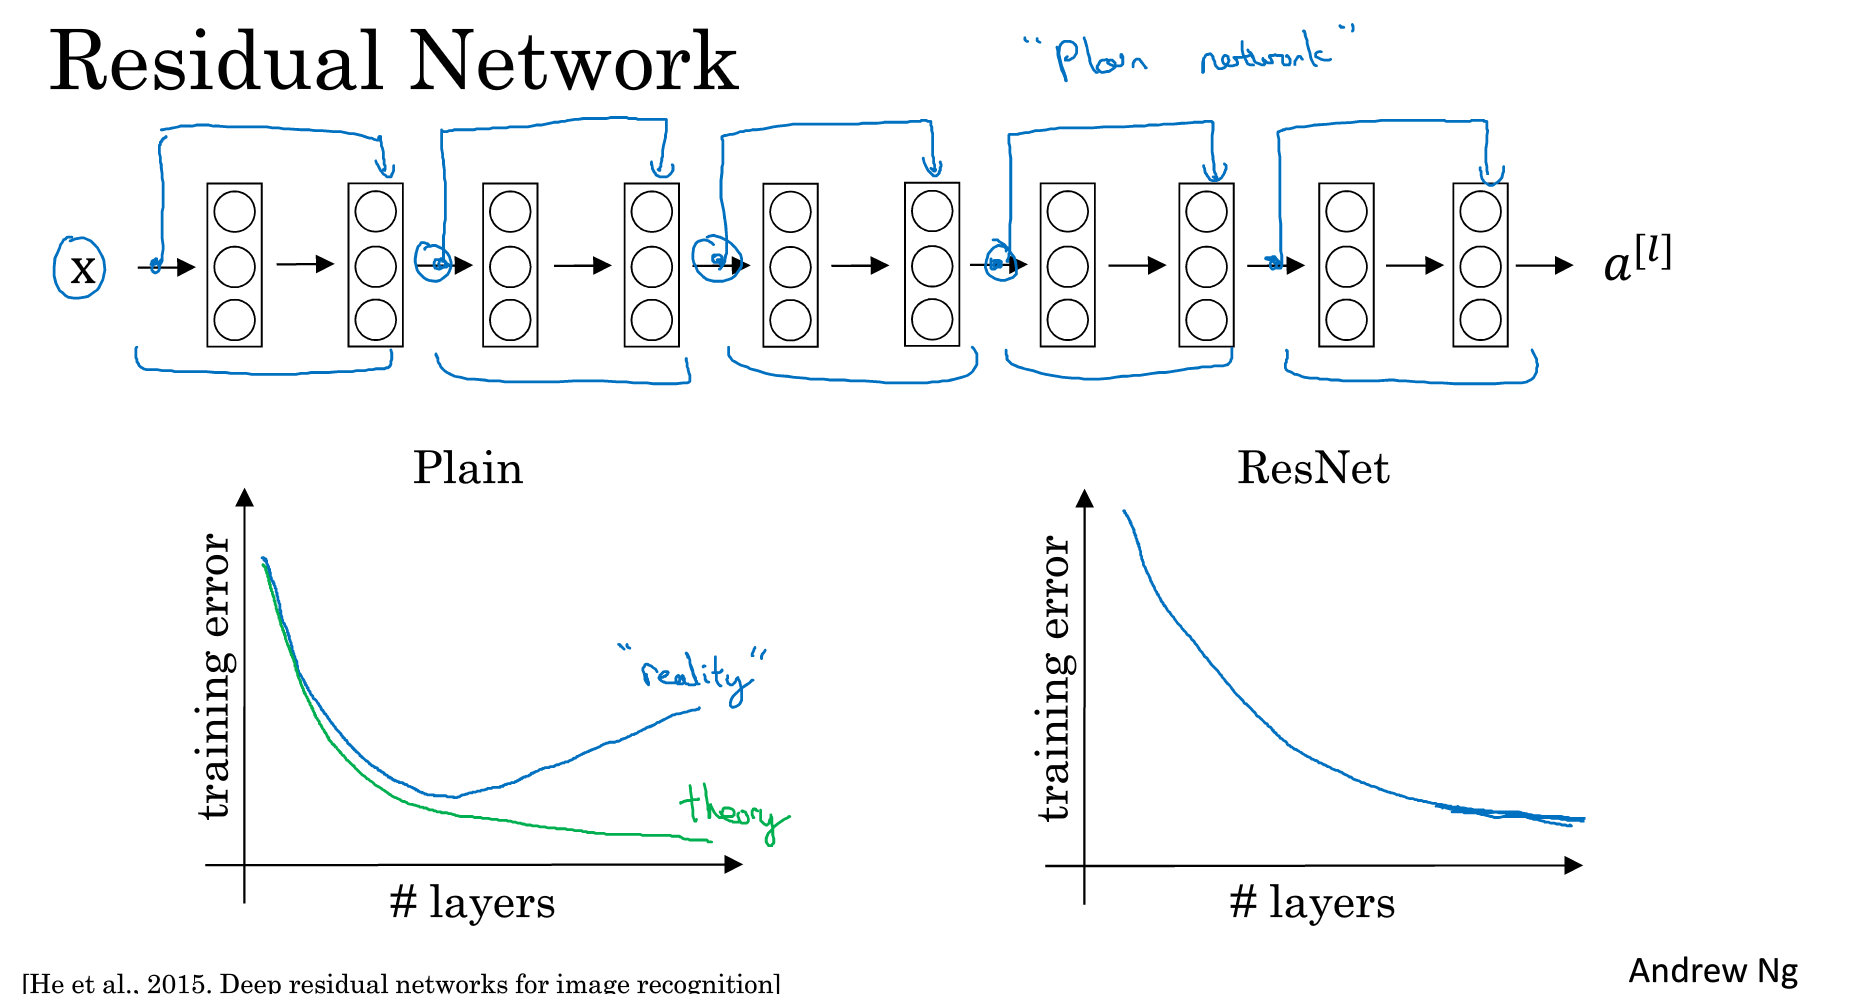 Residual Network
"Plain network"
x
a[l]
Plain
ResNet
training error
"reality"
theory
# layers
training error
# layers
[He et al., 2015. Deep residual networks for image recognition]
Andrew Ng